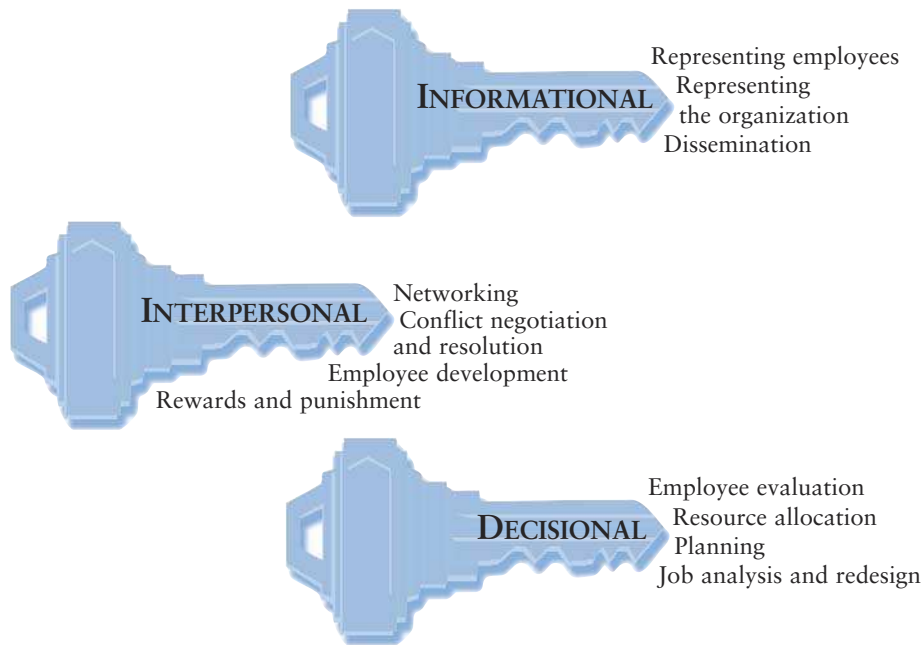 INFORMATIONAL
Representing employees
Representing
the organization
Dissemination
INTERPERSONAL
Networking
Conflict negotiation
and resolution
Employee development
Rewards and punishment
DECISIONAL
Employee evaluation
Resource allocation
Planning
Job analysis and redesign